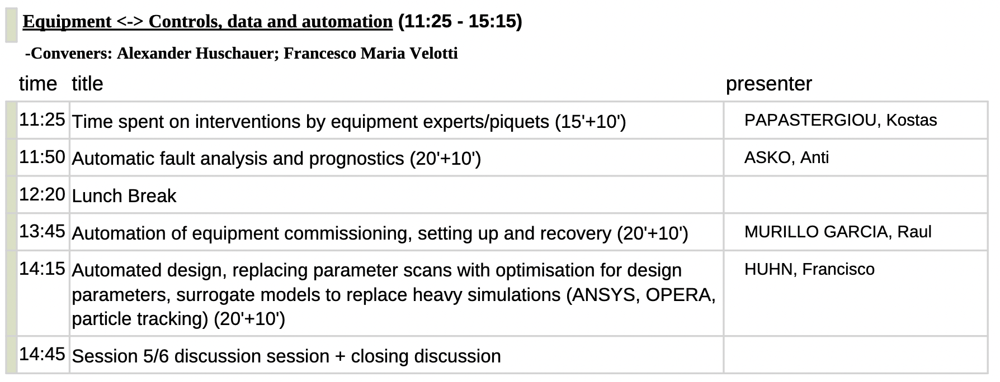 Equipment <-> Controls, data and automation (11:25 - 15:15)
-Conveners: Alexander Huschauer; Francesco Maria Velotti
time title presenter
11:25 Time spent on interventions by equipment experts/piquets (15'+10') PAPASTERGIOU, Kostas
11:50 Automatic fault analysis and prognostics (20'+10') ASKO, Anti
12:20 Lunch Break
13:45 Automation of equipment commissioning, setting up and recovery (20'+10') MURILLO GARCIA, Raul
14:15 Automated design, replacing parameter scans with optimisation for design HUHN, Francisco
parameters, surrogate models to replace heavy simulations (ANSYS, OPERA,
particle tracking) (20'+10')
14:45 Session 5/6 discussion session + closing discussion